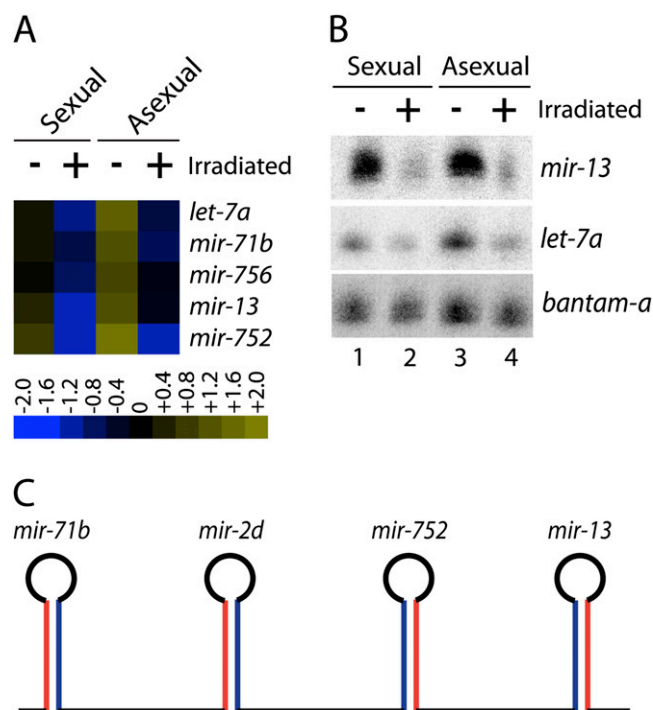 A
Sexual
Asexual
- + - + Irradiated
let-7a
mir-71b
mir-756
mir-13
mir-752
-2.0 -1.6 -1.2 -0.8 -0.4 0 +0.4 +0.8 +1.2 +1.6 +2.0
B
Sexual Asexual
- + - + Irradiated
mir-13
let-7a
bantam-a
1 2 3 4
C
mir-71b mir-2d mir-752 mir-13